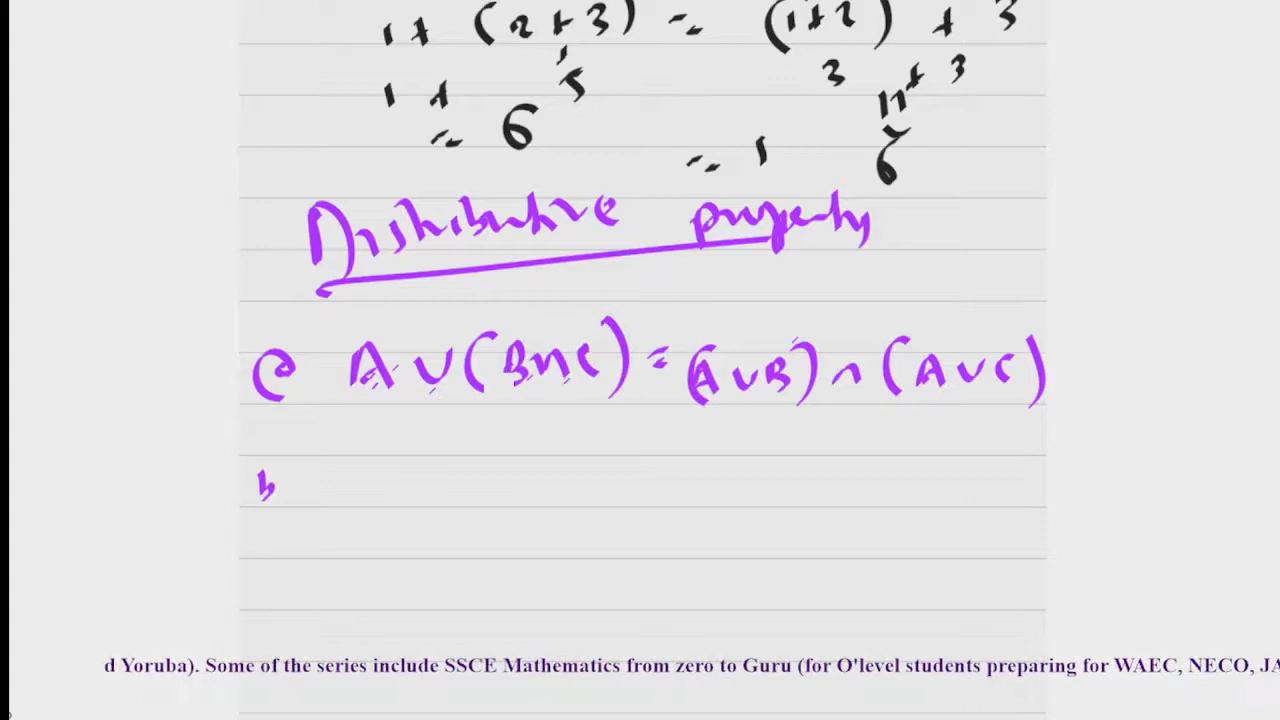 1 + (2 + 3) = (1+2) + 3
5 3 + 3
1 +
= 6 = 6
Distributive property
@ A ∪ (B ∩ C) = (A ∪ B) ∩ (A ∪ C)
b
d Yoruba). Some of the series include SSCE Mathematics from zero to Guru (for O'level students preparing for WAEC, NECO, JA